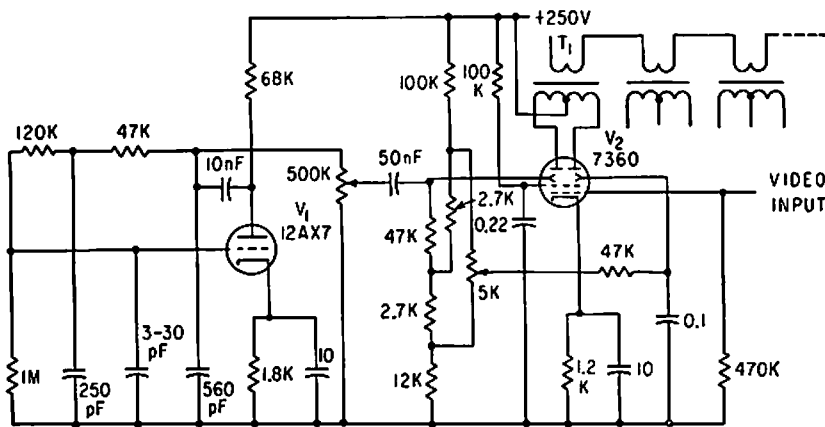 +250V
T1
68K
100K
100
K
120K
47K
10nF
500K
50nF
V2
7360
VIDEO
INPUT
V1
12AX7
2.7K
0.22
47K
47K
5K
2.7K
3-30
pF
1M
250
pF
560
pF
1.8K
10
12K
1.2
K
10
0.1
470K